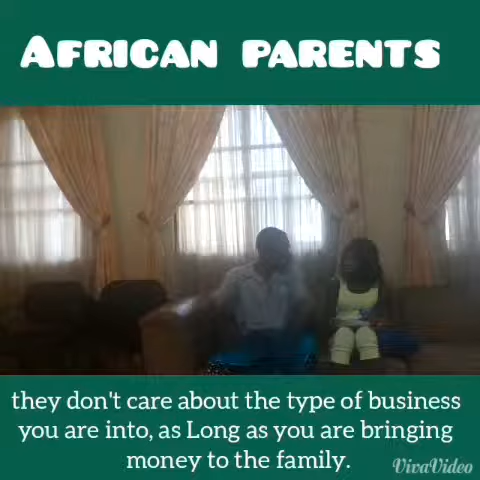 AFRICAN PARENTS
they don't care about the type of business
you are into, as Long as you are bringing
money to the family.
VivaVideo